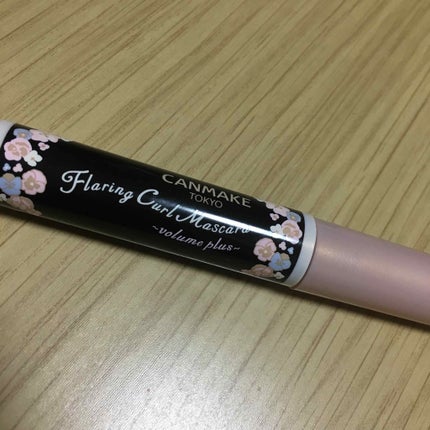 CANMAKE
TOKYO
Flaring Curl Mascara
~volume plus~